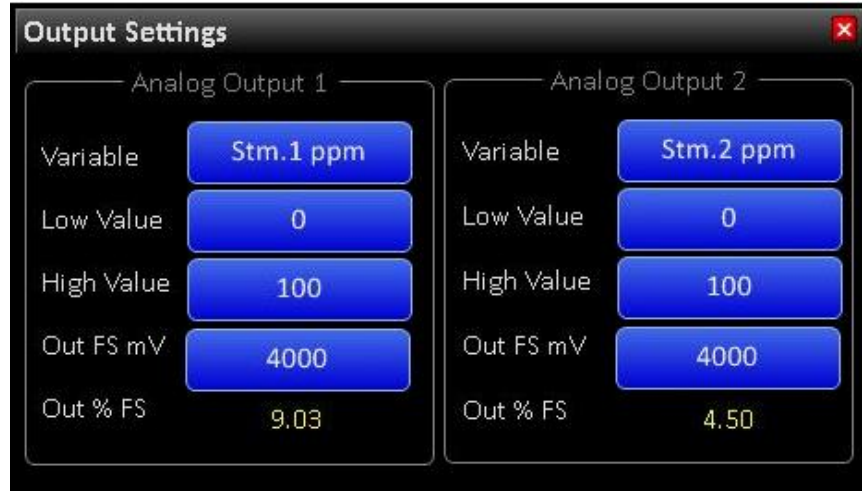 Output Settings
Analog Output 1
Variable Stm.1 ppm
Low Value 0
High Value 100
Out FS mV 4000
Out % FS 9.03
Analog Output 2
Variable Stm.2 ppm
Low Value 0
High Value 100
Out FS mV 4000
Out % FS 4.50